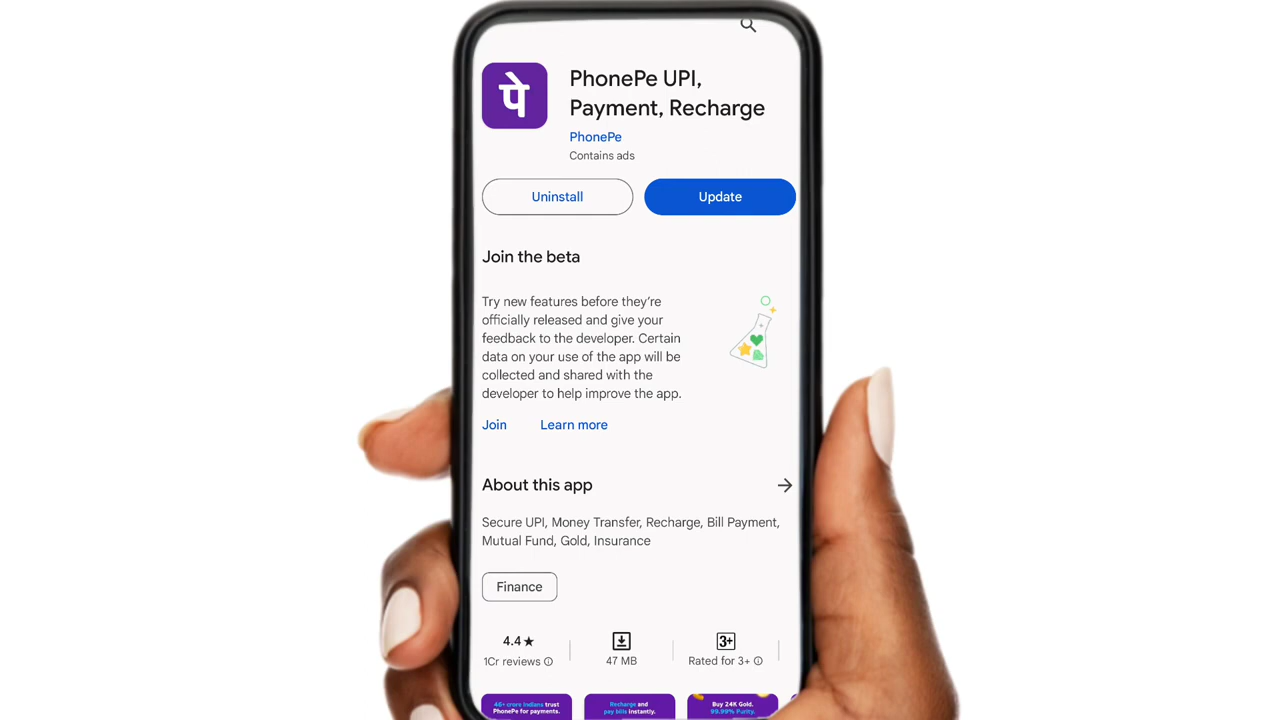 पे
PhonePe UPI,
Payment, Recharge
PhonePe
Contains ads
Uninstall
Update
Join the beta
Try new features before they're
officially released and give your
feedback to the developer. Certain
data on your use of the app will be
collected and shared with the
developer to help improve the app.
Join
Learn more
About this app
Secure UPI, Money Transfer, Recharge, Bill Payment,
Mutual Fund, Gold, Insurance
Finance
4.4★
1Cr reviews
47 MB
3+
Rated for 3+
46+ crore Indians trust
PhonePe for payments.
Recharge and
pay bills instantly.
Buy 24K Gold.
99.99% Purity.